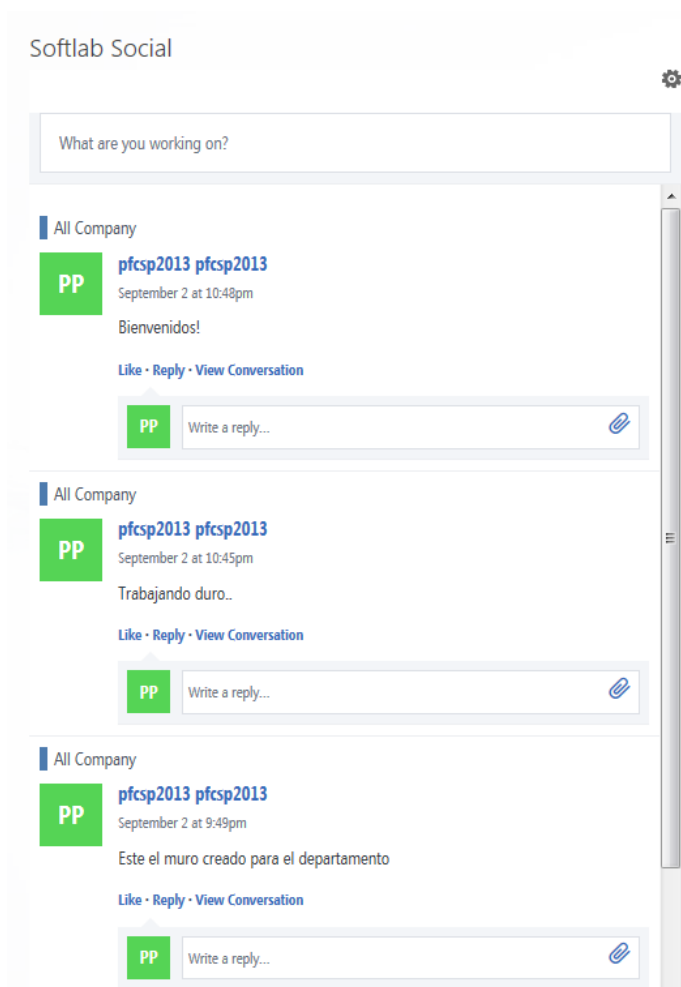 Softlab Social
What are you working on?
All Company
PP
pfcsp2013 pfcsp2013
September 2 at 10:48pm
Bienvenidos!
Like · Reply · View Conversation
PP
Write a reply...
All Company
PP
pfcsp2013 pfcsp2013
September 2 at 10:45pm
Trabajando duro..
Like · Reply · View Conversation
PP
Write a reply...
All Company
PP
pfcsp2013 pfcsp2013
September 2 at 9:49pm
Este el muro creado para el departamento
Like · Reply · View Conversation
PP
Write a reply...